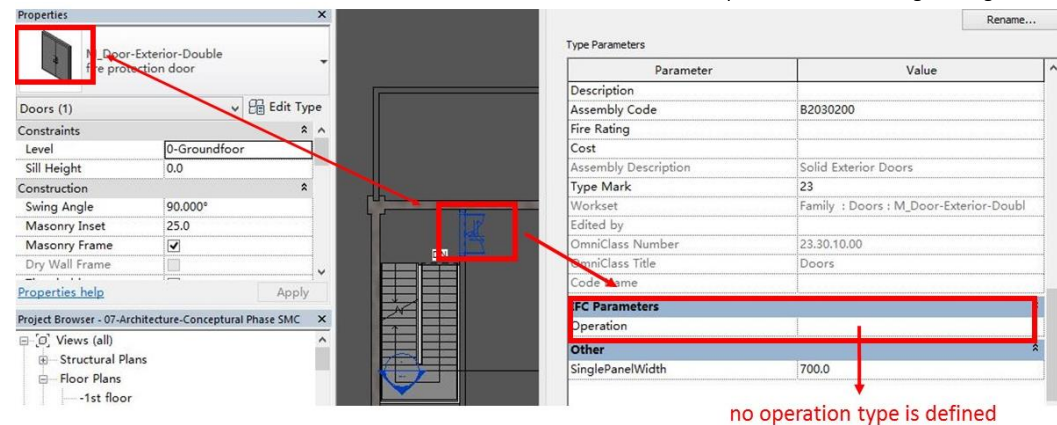 Properties
M_Door-Exterior-Double
fire protection door
Doors (1)
Edit Type
Constraints
Level 0-Groundfoor
Sill Height 0.0
Construction
Swing Angle 90.000°
Masonry Inset 25.0
Masonry Frame
Dry Wall Frame
Properties help
Apply
Project Browser - 07-Architecture-Conceptural Phase SMC
Views (all)
Structural Plans
Floor Plans
-1st floor
Rename...
Type Parameters
Parameter Value
Description
Assembly Code B2030200
Fire Rating
Cost
Assembly Description Solid Exterior Doors
Type Mark 23
Workset Family : Doors : M_Door-Exterior-Doubl
Edited by
OmniClass Number 23.30.10.00
OmniClass Title Doors
Code Name
IFC Parameters
Operation
Other
SinglePanelWidth 700.0
no operation type is defined